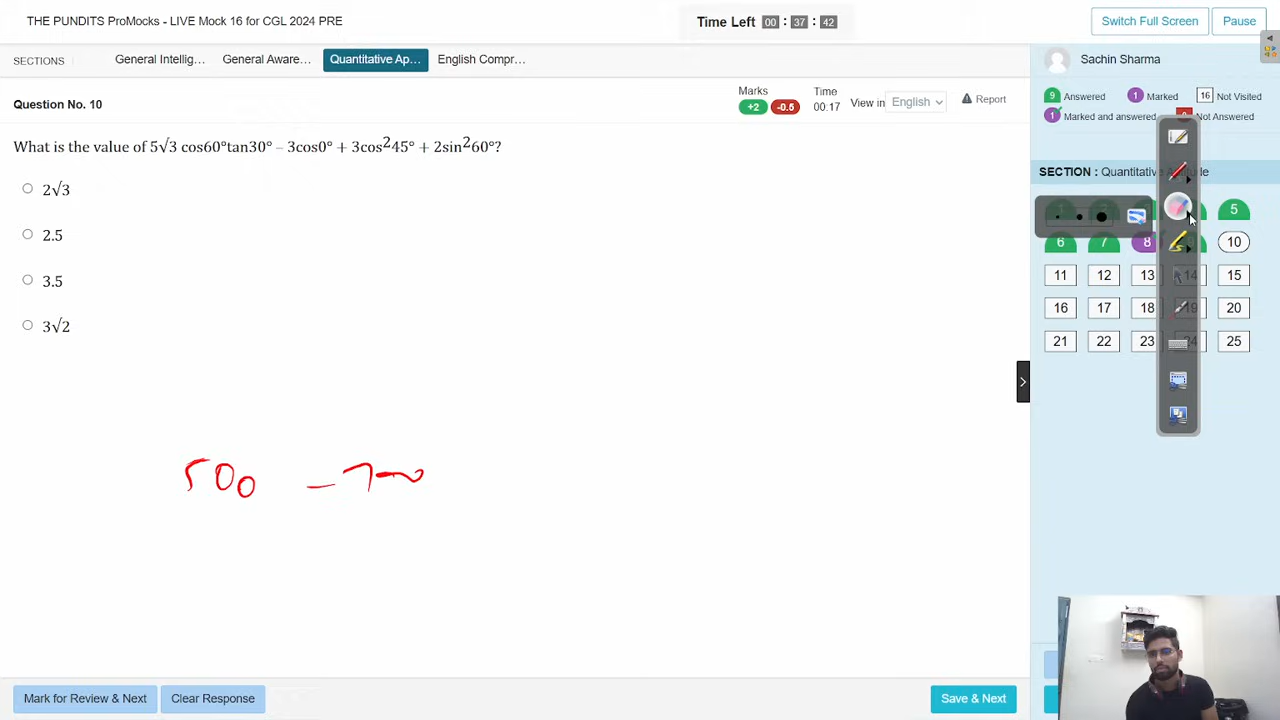 THE PUNDITS ProMocks - LIVE Mock 16 for CGL 2024 PRE
Time Left 00 : 37 : 42
Switch Full Screen
Pause
SECTIONS
General Intellig...
General Aware...
Quantitative Ap...
English Compr...
Sachin Sharma
Question No. 10
Marks
+2 -0.5
Time
00:17
View in English
Report
9 Answered
1 Marked
16 Not Visited
1 Marked and answered
Not Answered
What is the value of 5√3 cos60°tan30° – 3cos0° + 3cos²45° + 2sin²60°?
2√3
2.5
3.5
3√2
SECTION : Quantitative
5
6 7 8 10
11 12 13 14 15
16 17 18 19 20
21 22 23 24 25
500 – 700
Mark for Review & Next
Clear Response
Save & Next